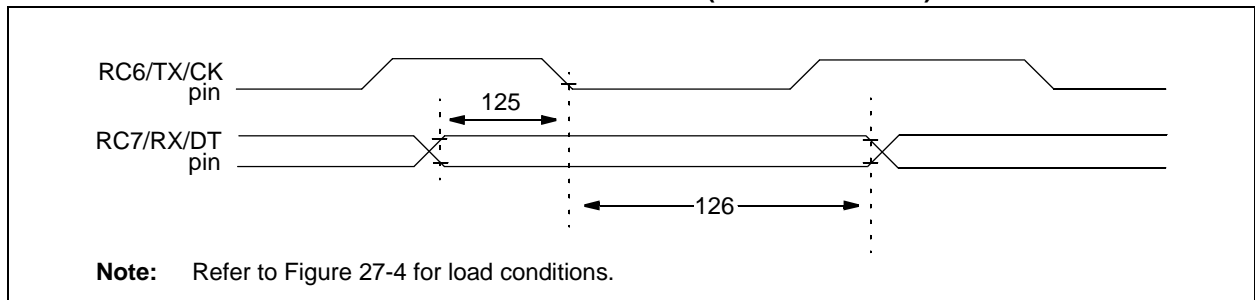 RC6/TX/CK
pin
125
RC7/RX/DT
pin
126
Note: Refer to Figure 27-4 for load conditions.